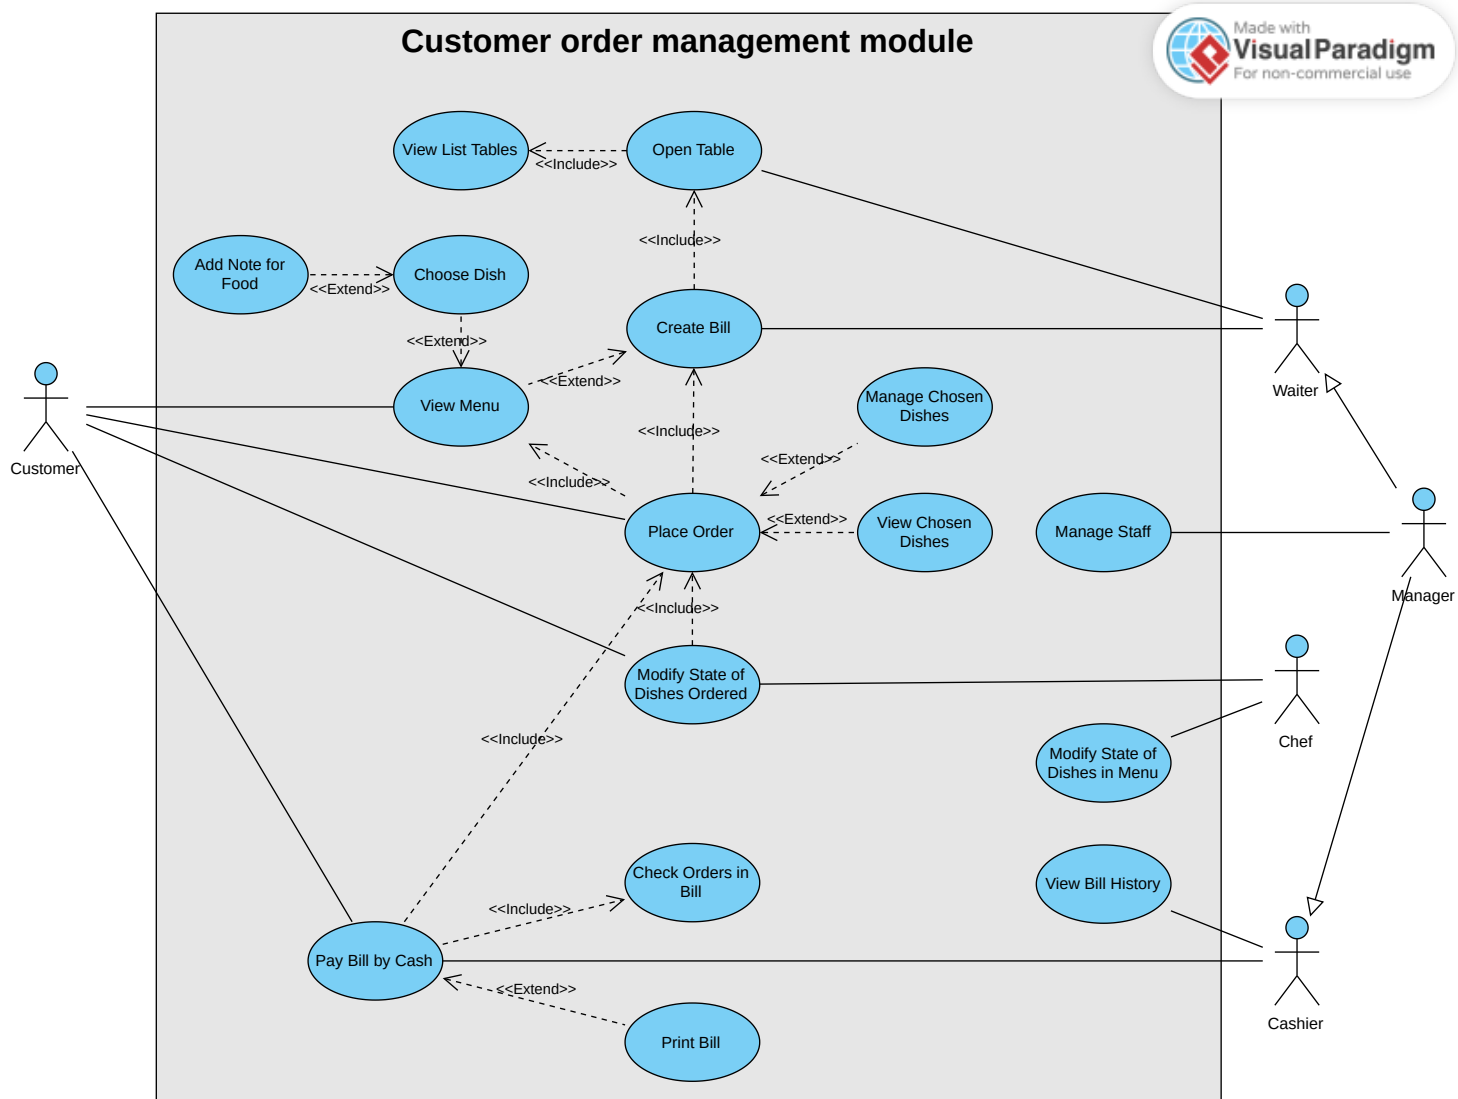 Customer order management module
Made with
Visual Paradigm
For non-commercial use
View List Tables
<<Include>>
Open Table
<<Include>>
Add Note for
Food
<<Extend>>
Choose Dish
<<Extend>>
Create Bill
Waiter
<<Extend>>
View Menu
Customer
<<Include>>
<<Include>>
Manage Chosen
Dishes
<<Extend>>
Place Order
<<Extend>>
View Chosen
Dishes
Manage Staff
Manager
<<Include>>
Modify State of
Dishes Ordered
<<Include>>
Chef
Modify State of
Dishes in Menu
Check Orders in
Bill
View Bill History
<<Include>>
Pay Bill by Cash
<<Extend>>
Cashier
Print Bill